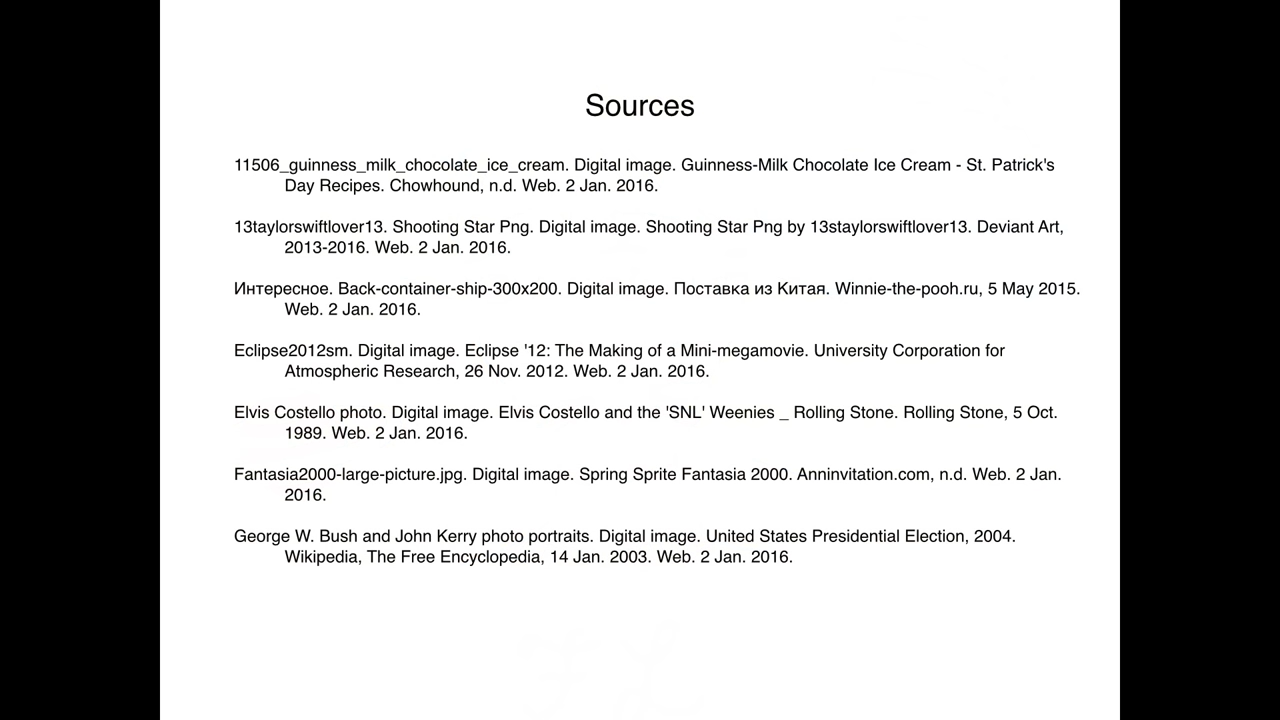 Sources
11506_guinness_milk_chocolate_ice_cream. Digital image. Guinness-Milk Chocolate Ice Cream - St. Patrick's
Day Recipes. Chowhound, n.d. Web. 2 Jan. 2016.
13taylorswiftlover13. Shooting Star Png. Digital image. Shooting Star Png by 13staylorswiftlover13. Deviant Art,
2013-2016. Web. 2 Jan. 2016.
Интересное. Back-container-ship-300x200. Digital image. Поставка из Китая. Winnie-the-pooh.ru, 5 May 2015.
Web. 2 Jan. 2016.
Eclipse2012sm. Digital image. Eclipse '12: The Making of a Mini-megamovie. University Corporation for
Atmospheric Research, 26 Nov. 2012. Web. 2 Jan. 2016.
Elvis Costello photo. Digital image. Elvis Costello and the 'SNL' Weenies _ Rolling Stone. Rolling Stone, 5 Oct.
1989. Web. 2 Jan. 2016.
Fantasia2000-large-picture.jpg. Digital image. Spring Sprite Fantasia 2000. Anninvitation.com, n.d. Web. 2 Jan.
2016.
George W. Bush and John Kerry photo portraits. Digital image. United States Presidential Election, 2004.
Wikipedia, The Free Encyclopedia, 14 Jan. 2003. Web. 2 Jan. 2016.